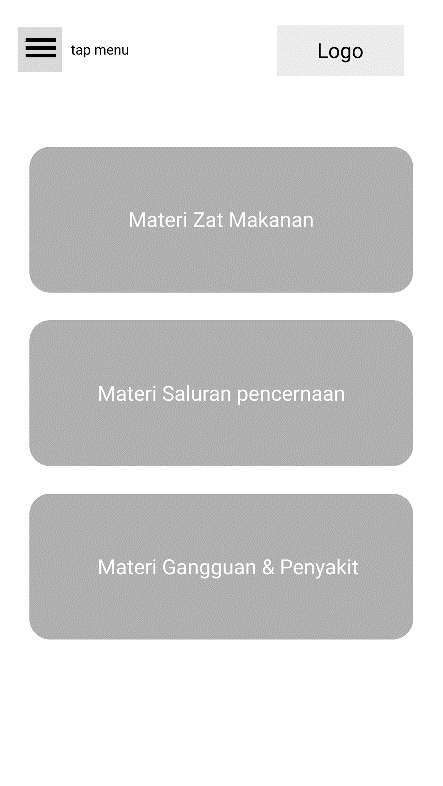 tap menu
Logo
Materi Zat Makanan
Materi Saluran pencernaan
Materi Gangguan & Penyakit